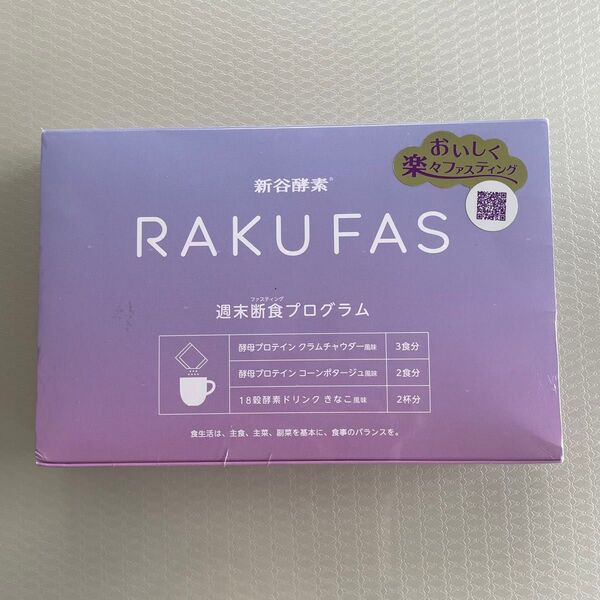 おいしく
楽々ファスティング
新谷酵素®
RAKUFAS
ファスティング
週末断食プログラム
酵母プロテイン クラムチャウダー風味 3食分
酵母プロテイン コーンポタージュ風味 2食分
18穀酵素ドリンク きなこ風味 2杯分
食生活は、主食、主菜、副菜を基本に、食事のバランスを。